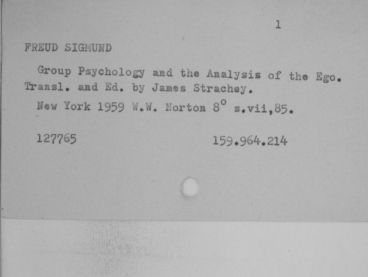 1
FREUD SIGMUND
Group Psychology and the Analysis of the Ego.
Transl. and Ed. by James Strachey.
New York 1959 W.W. Norton 8° s.vii,85.
127765 159.964.214